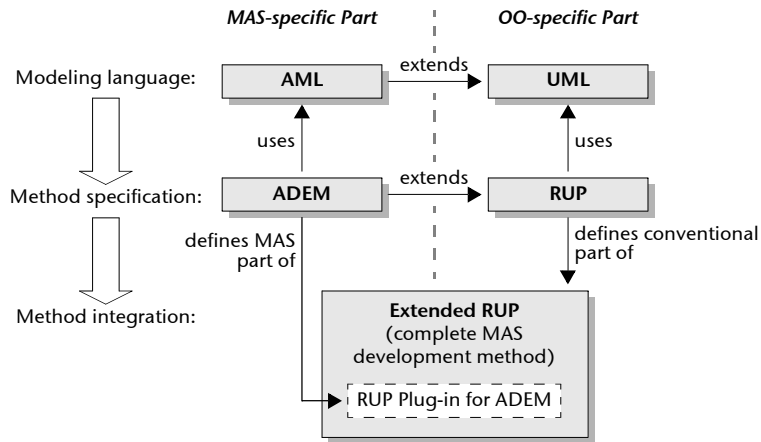 MAS-specific Part
OO-specific Part
Modeling language:
AML
extends
UML
uses
uses
Method specification:
ADEM
extends
RUP
defines MAS
part of
defines conventional
part of
Method integration:
Extended RUP
(complete MAS
development method)
RUP Plug-in for ADEM